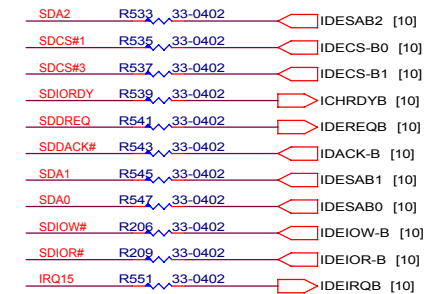 SDA2 R533 33-0402 IDESAB2 [10]
SDCS#1 R535 33-0402 IDECS-B0 [10]
SDCS#3 R537 33-0402 IDECS-B1 [10]
SDIORDY R539 33-0402 ICHRDYB [10]
SDDREQ R541 33-0402 IDEREQB [10]
SDDACK# R543 33-0402 IDACK-B [10]
SDA1 R545 33-0402 IDESAB1 [10]
SDA0 R547 33-0402 IDESAB0 [10]
SDIOW# R206 33-0402 IDEIOW-B [10]
SDIOR# R209 33-0402 IDEIOR-B [10]
IRQ15 R551 33-0402 IDEIRQB [10]